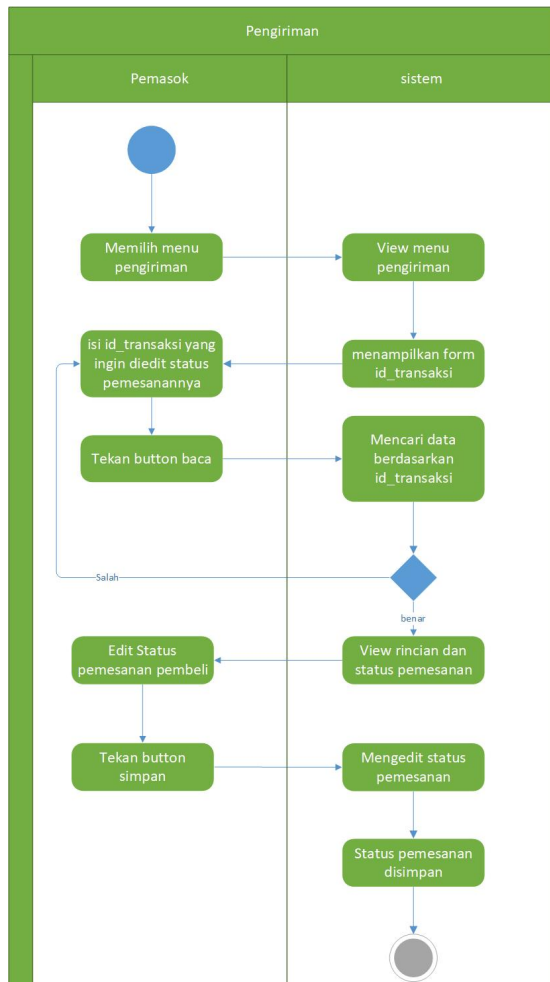 Pengiriman
Pemasok
sistem
Memilih menu
pengiriman
View menu
pengiriman
isi id_transaksi yang
ingin diedit status
pemesanannya
menampilkan form
id_transaksi
Tekan button baca
Mencari data
berdasarkan
id_transaksi
Salah
benar
Edit Status
pemesanan pembeli
View rincian dan
status pemesanan
Tekan button
simpan
Mengedit status
pemesanan
Status pemesanan
disimpan